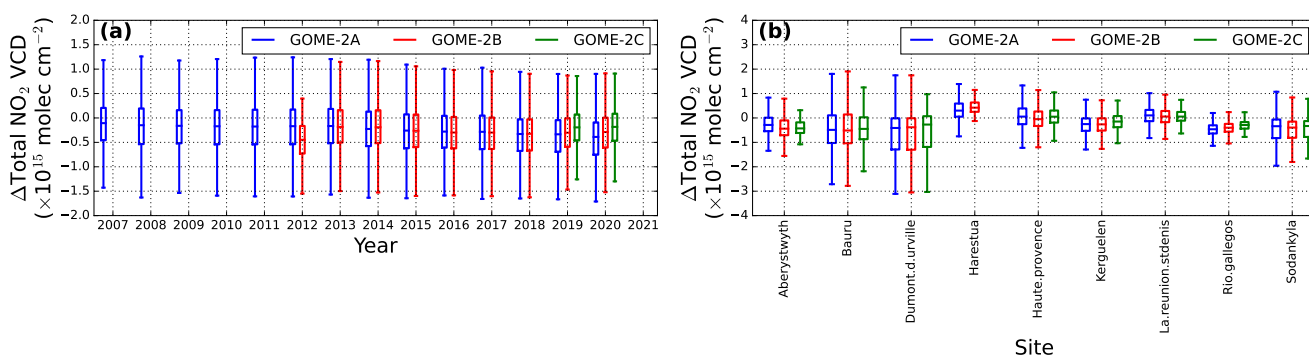 (a)
GOME-2A GOME-2B GOME-2C
ΔTotal NO₂ VCD
(×10¹⁵ molec cm⁻²)
2.0
1.5
1.0
0.5
0.0
−0.5
−1.0
−1.5
−2.0
2007 2008 2009 2010 2011 2012 2013 2014 2015 2016 2017 2018 2019 2020 2021
Year
(b)
GOME-2A GOME-2B GOME-2C
ΔTotal NO₂ VCD
(×10¹⁵ molec cm⁻²)
4
3
2
1
0
−1
−2
−3
−4
Aberystwyth
Bauru
Dumont.d.urville
Harestua
Haute.provence
Kerguelen
La.reunion.stdenis
Rio.gallegos
Sodankyla
Site